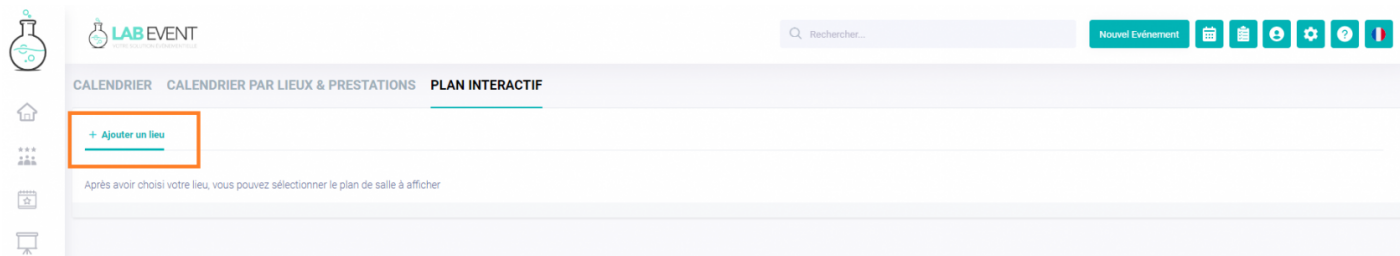 LAB EVENT
Rechercher...
Nouvel Evénement
CALENDRIER CALENDRIER PAR LIEUX & PRESTATIONS PLAN INTERACTIF
+ Ajouter un lieu
Après avoir choisi votre lieu, vous pouvez sélectionner le plan de salle à afficher